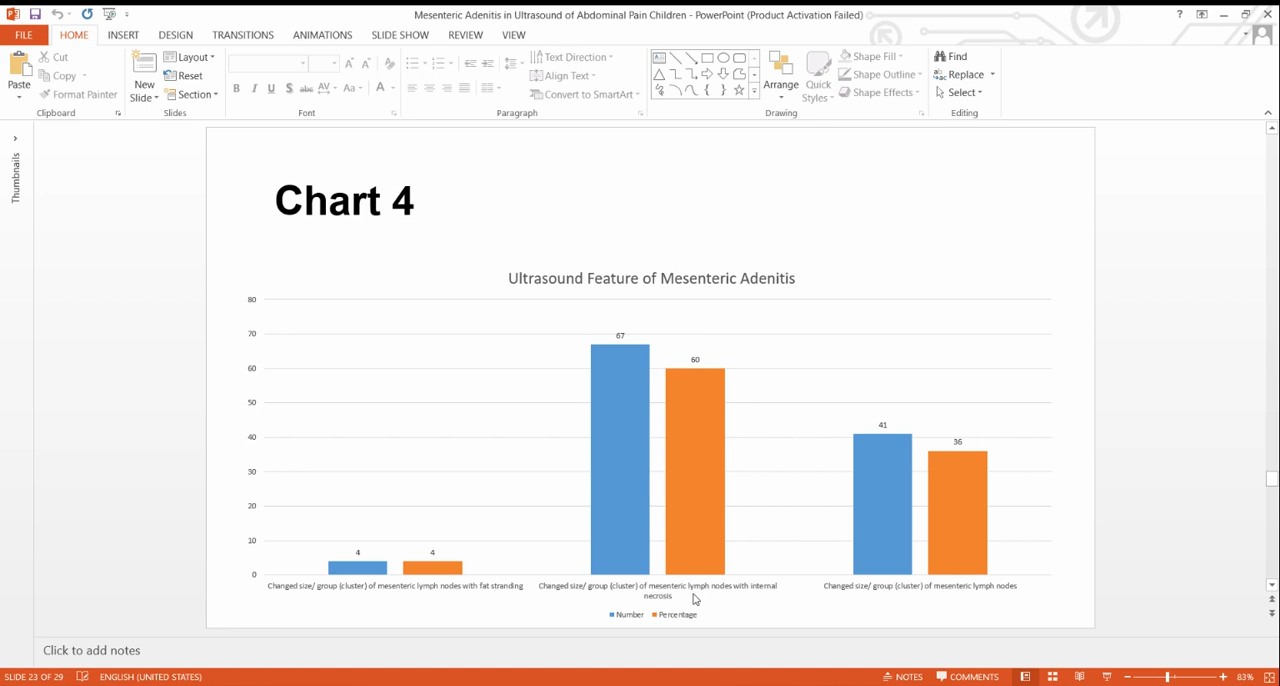 Mesenteric Adenitis in Ultrasound of Abdominal Pain Children - PowerPoint (Product Activation Failed)
FILE HOME INSERT DESIGN TRANSITIONS ANIMATIONS SLIDE SHOW REVIEW VIEW
Paste
Cut
Copy
Format Painter
Clipboard
New Slide
Layout
Reset
Section
Slides
Font
Text Direction
Align Text
Convert to SmartArt
Paragraph
Arrange
Quick Styles
Shape Fill
Shape Outline
Shape Effects
Drawing
Find
Replace
Select
Editing
Thumbnails
Chart 4
Ultrasound Feature of Mesenteric Adenitis
80
70
60
50
40
30
20
10
0
4 4
67 60
41 36
Changed size/ group (cluster) of mesenteric lymph nodes with fat stranding
Changed size/ group (cluster) of mesenteric lymph nodes with internal
necrosis
Changed size/ group (cluster) of mesenteric lymph nodes
Number Percentage
Click to add notes
SLIDE 23 OF 29 ENGLISH (UNITED STATES) NOTES COMMENTS 83%